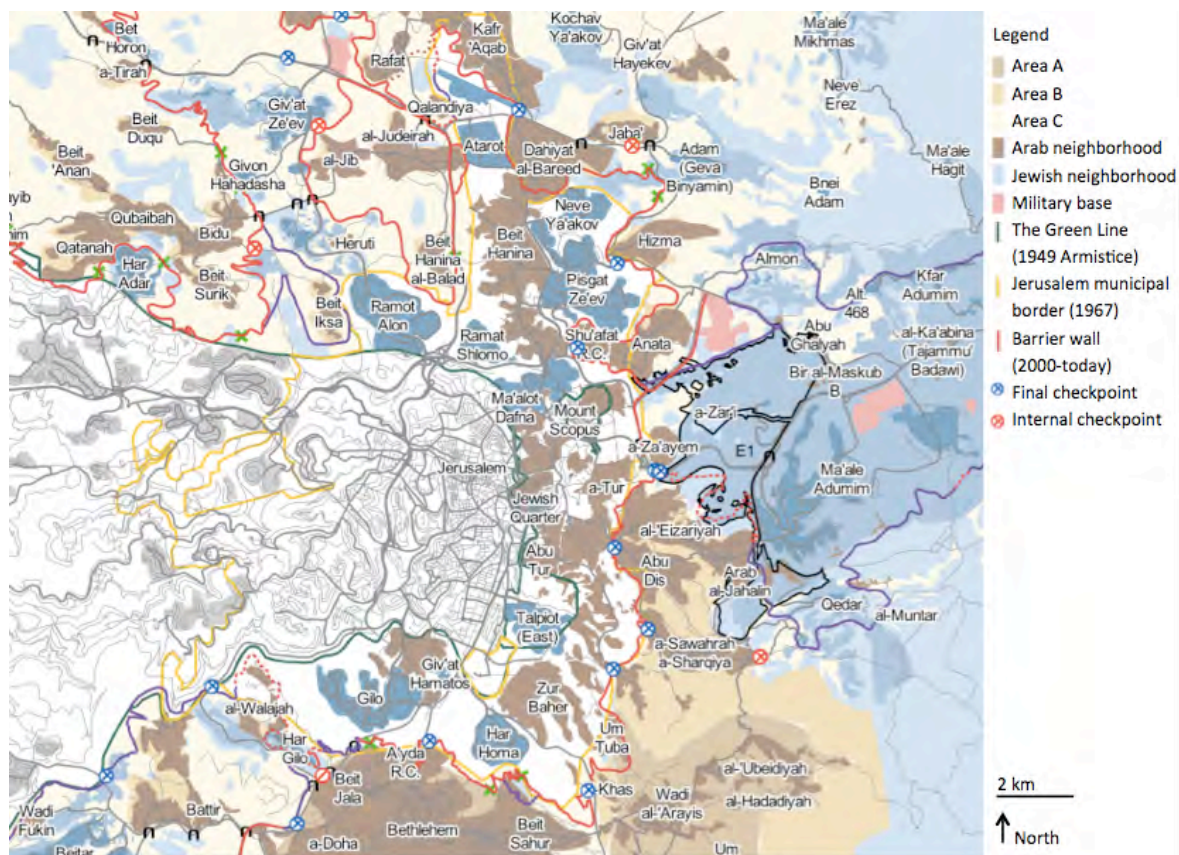 Bet
Horon
a-Tirah
Kafr
'Aqab
Rafat
Kochav
Ya'akov
Giv'at
Hayekev
Ma'ale
Mikhmas
Neve
Erez
Giv'at
Ze'ev
Qalandiya
al-Judeirah
Atarot
Jaba'
Dahiyat
al-Bareed
Adam
(Geva
Binyamin)
Ma'ale
Hagit
Bnei
Adam
Beit
Duqu
Beit
'Anan
Givon
Hahadasha
al-Jib
Neve
Ya'akov
Hizma
Qubaibah
Bidu
Qatanah
Har
Adar
Beit
Surik
Heruti
Beit
Hanina
al-Balad
Beit
Hanina
Beit
Iksa
Ramot
Alon
Pisgat
Ze'ev
Almon
Kfar
Adumim
Alt.
468
Ramat
Shlomo
Shu'afat
R.C.
Anata
Abu
Ghalyah
al-Ka'abina
(Tajammu'
Badawi)
Bir al-Maskub
B
Ma'alot
Dafna
Mount
Scopus
a-Za'ayem
E1
Ma'ale
Adumim
Jerusalem
Jewish
Quarter
a-Tur
al-'Eizariyah
Abu
Tur
Abu
Dis
Arab
al-Jahalin
Qedar
al-Muntar
Talpiot
(East)
a-Sawahrah
a-Sharqiya
Giv'at
Hamatos
Gilo
al-Walajah
Zur
Baher
Har
Gilo
Har
Homa
Um
Tuba
A'yda
R.C.
Beit
Jala
Khas
al-'Ubeidiyah
Wadi
al-'Arayis
al-Hadadiyah
Wadi
Fukin
Battir
Beitar
a-Doha
Bethlehem
Beit
Sahur
Um
Legend
Area A
Area B
Area C
Arab neighborhood
Jewish neighborhood
Military base
The Green Line
(1949 Armistice)
Jerusalem municipal
border (1967)
Barrier wall
(2000-today)
Final checkpoint
Internal checkpoint
2 km
North